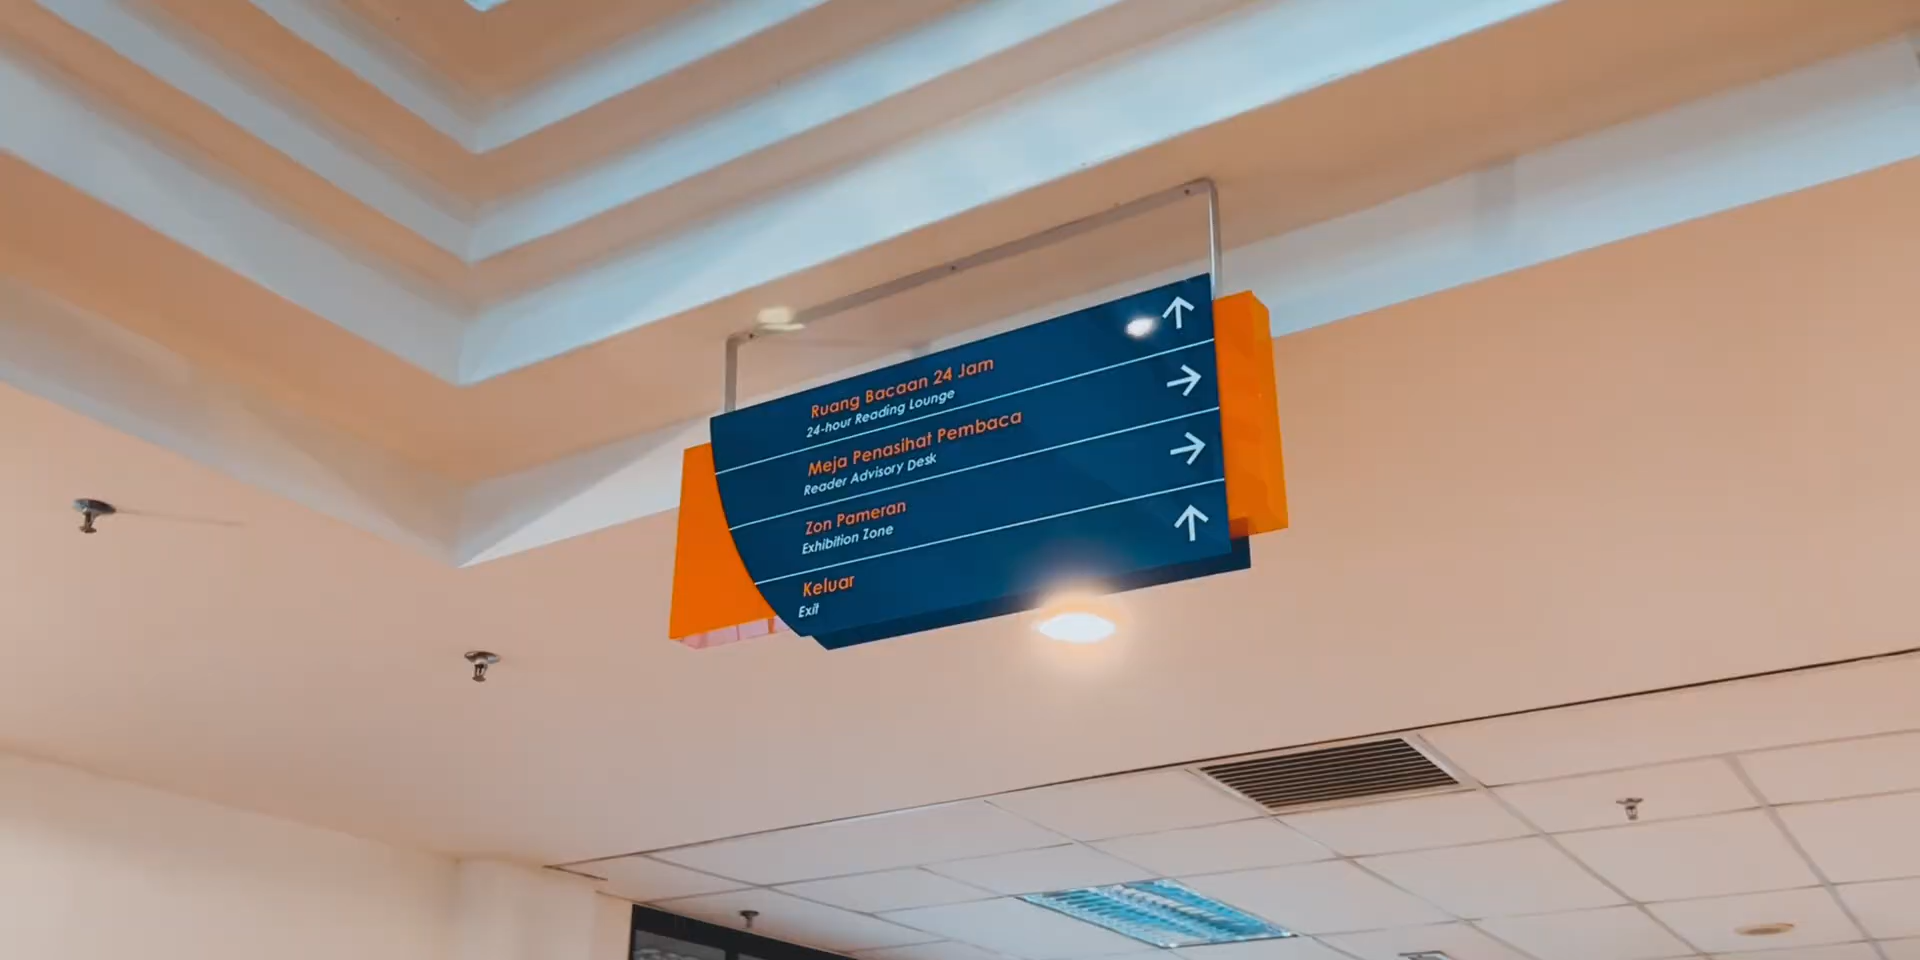 Ruang Bacaan 24 Jam
24-hour Reading Lounge
Meja Penasihat Pembaca
Reader Advisory Desk
Zon Pameran
Exhibition Zone
Keluar
Exit